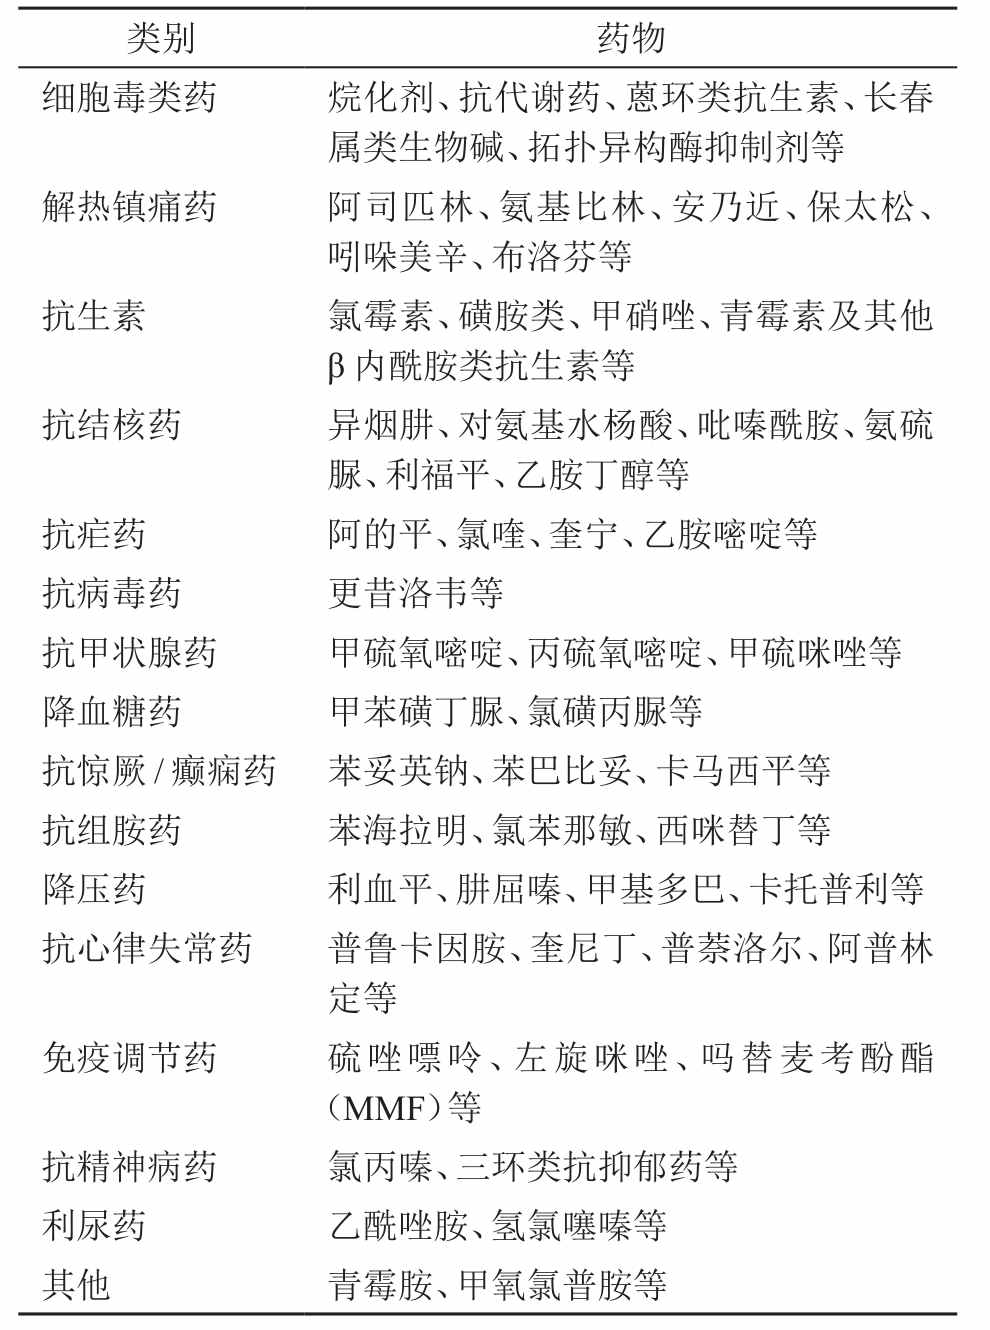 类别 药物
细胞毒类药 烷化剂、抗代谢药、蒽环类抗生素、长春
属类生物碱、拓扑异构酶抑制剂等
解热镇痛药 阿司匹林、氨基比林、安乃近、保太松、
吲哚美辛、布洛芬等
抗生素 氯霉素、磺胺类、甲硝唑、青霉素及其他
β内酰胺类抗生素等
抗结核药 异烟肼、对氨基水杨酸、吡嗪酰胺、氨硫
脲、利福平、乙胺丁醇等
抗疟药 阿的平、氯喹、奎宁、乙胺嘧啶等
抗病毒药 更昔洛韦等
抗甲状腺药 甲硫氧嘧啶、丙硫氧嘧啶、甲硫咪唑等
降血糖药 甲苯磺丁脲、氯磺丙脲等
抗惊厥/癫痫药 苯妥英钠、苯巴比妥、卡马西平等
抗组胺药 苯海拉明、氯苯那敏、西咪替丁等
降压药 利血平、肼屈嗪、甲基多巴、卡托普利等
抗心律失常药 普鲁卡因胺、奎尼丁、普萘洛尔、阿普林
定等
免疫调节药 硫唑嘌呤、左旋咪唑、吗替麦考酚酯
（MMF）等
抗精神病药 氯丙嗪、三环类抗抑郁药等
利尿药 乙酰唑胺、氢氯噻嗪等
其他 青霉胺、甲氧氯普胺等